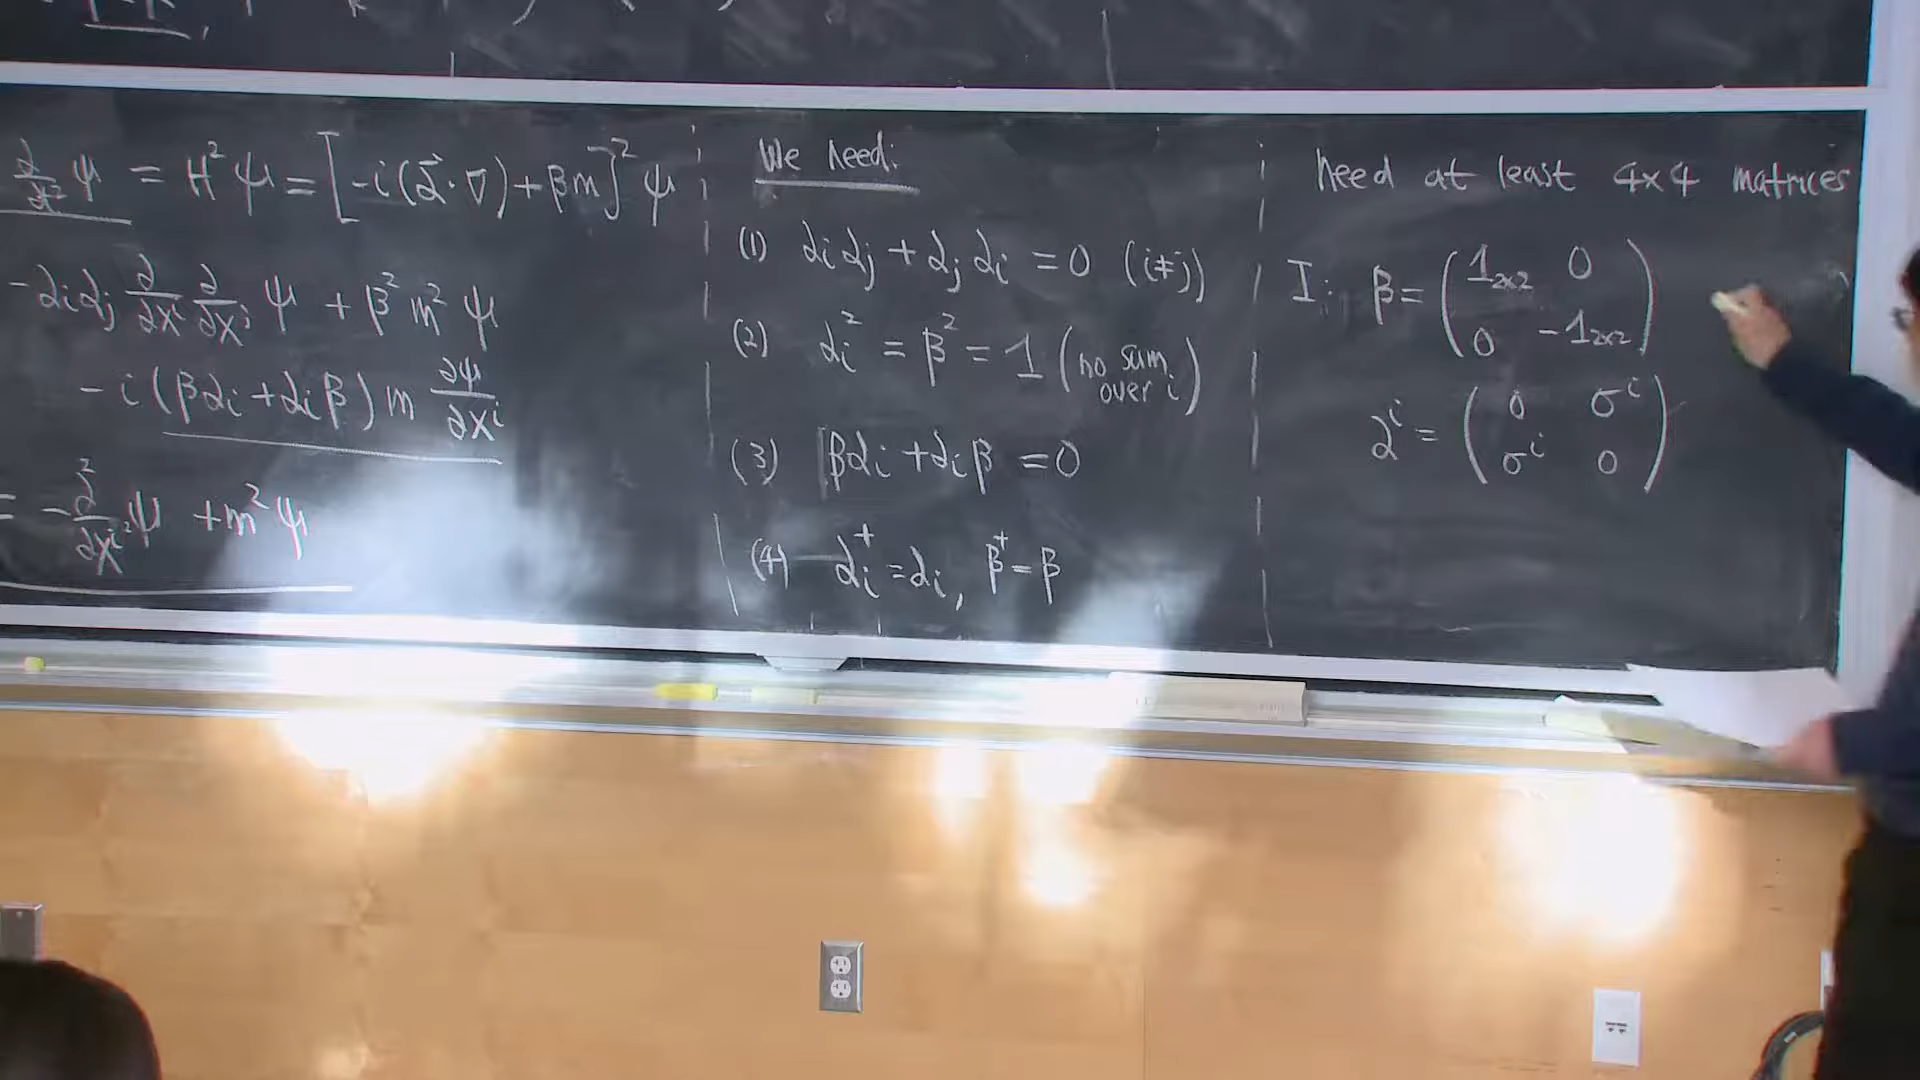 ∂²/∂t² ψ = H²ψ = [-i(α⃗·∇)+βm]² ψ
-αiαj ∂/∂xⁱ ∂/∂xʲ ψ + β²m²ψ
-i(βαi+αiβ)m ∂ψ/∂xⁱ
= -∂²/∂xⁱ² ψ +m²ψ
We need:
(1) αiαj + αjαi = 0 (i≠j)
(2) αi² = β² = 1 (no sum over i)
(3) βαi + αiβ = 0
(4) αi† = αi, β† = β
need at least 4x4 matrices
I: β = (1₂ₓ₂ 0
0 -1₂ₓ₂)
αⁱ = (0 σⁱ
σⁱ 0)